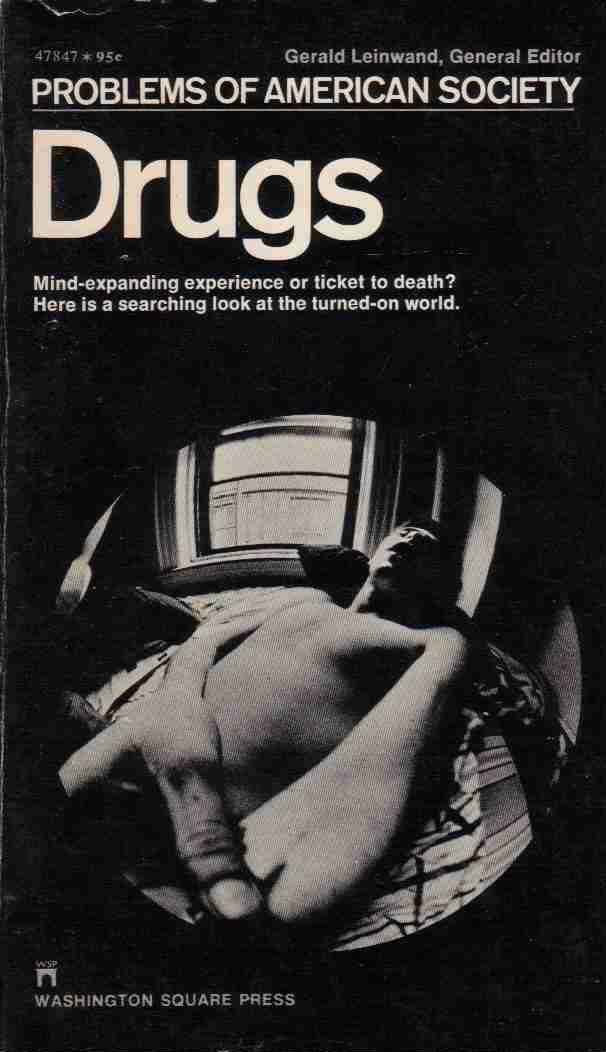 47847 * 95c
Gerald Leinwand, General Editor
PROBLEMS OF AMERICAN SOCIETY
Drugs
Mind-expanding experience or ticket to death?
Here is a searching look at the turned-on world.
WSP
WASHINGTON SQUARE PRESS